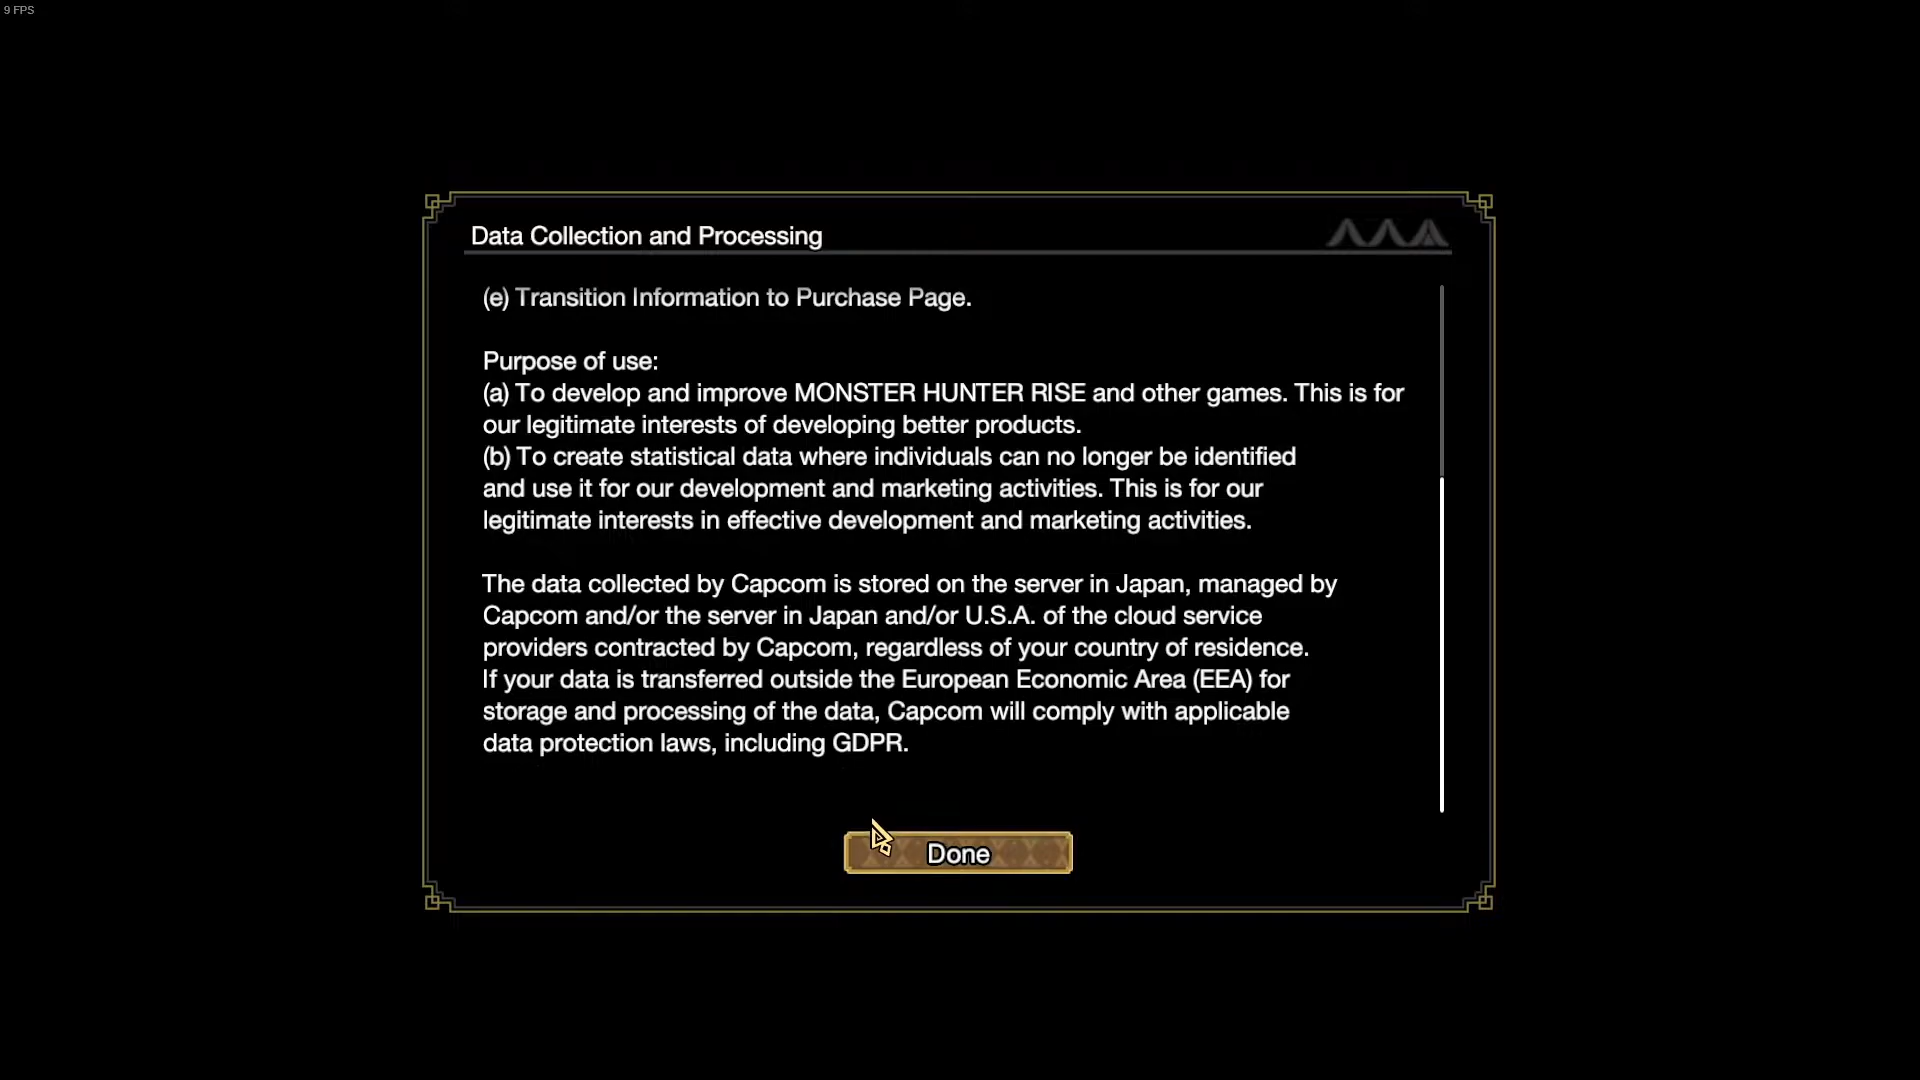 9 FPS
Data Collection and Processing
(e) Transition Information to Purchase Page.
Purpose of use:
(a) To develop and improve MONSTER HUNTER RISE and other games. This is for
our legitimate interests of developing better products.
(b) To create statistical data where individuals can no longer be identified
and use it for our development and marketing activities. This is for our
legitimate interests in effective development and marketing activities.
The data collected by Capcom is stored on the server in Japan, managed by
Capcom and/or the server in Japan and/or U.S.A. of the cloud service
providers contracted by Capcom, regardless of your country of residence.
If your data is transferred outside the European Economic Area (EEA) for
storage and processing of the data, Capcom will comply with applicable
data protection laws, including GDPR.
Done